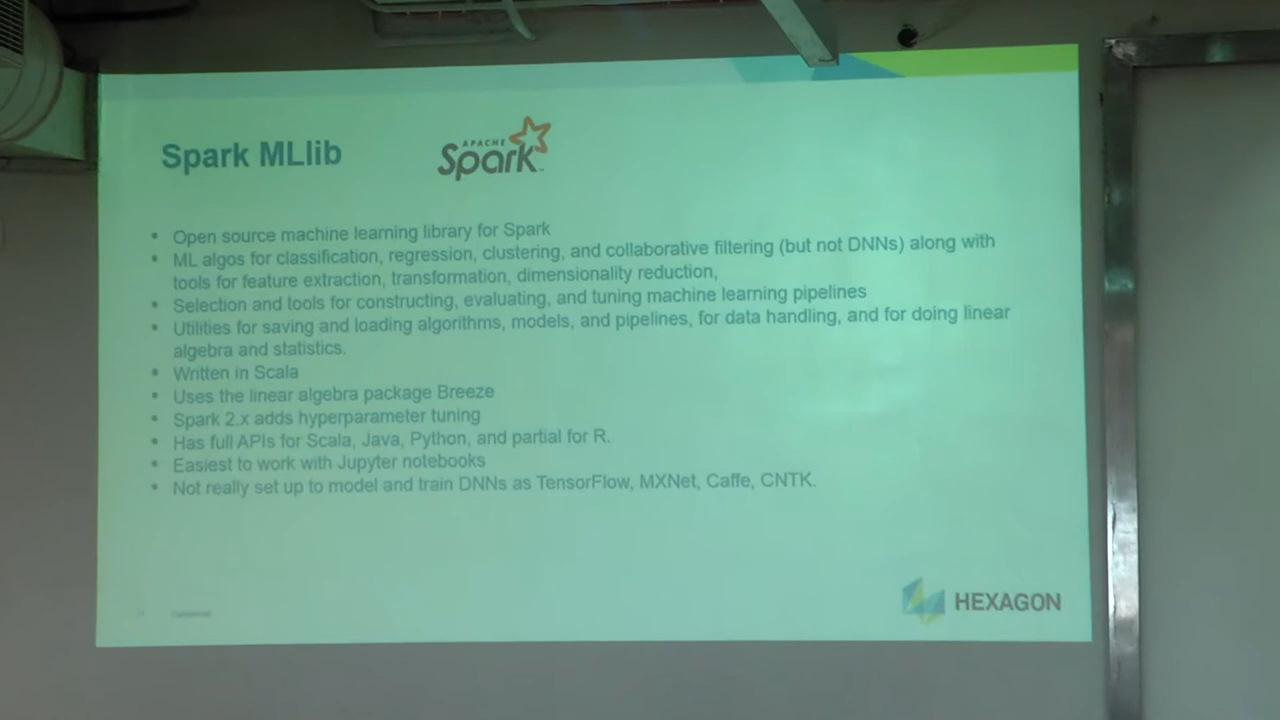 Spark MLlib
APACHE
Spark
• Open source machine learning library for Spark
• ML algos for classification, regression, clustering, and collaborative filtering (but not DNNs) along with
tools for feature extraction, transformation, dimensionality reduction,
• Selection and tools for constructing, evaluating, and tuning machine learning pipelines
• Utilities for saving and loading algorithms, models, and pipelines, for data handling, and for doing linear
algebra and statistics.
• Written in Scala
• Uses the linear algebra package Breeze
• Spark 2.x adds hyperparameter tuning
• Has full APIs for Scala, Java, Python, and partial for R.
• Easiest to work with Jupyter notebooks
• Not really set up to model and train DNNs as TensorFlow, MXNet, Caffe, CNTK.
HEXAGON